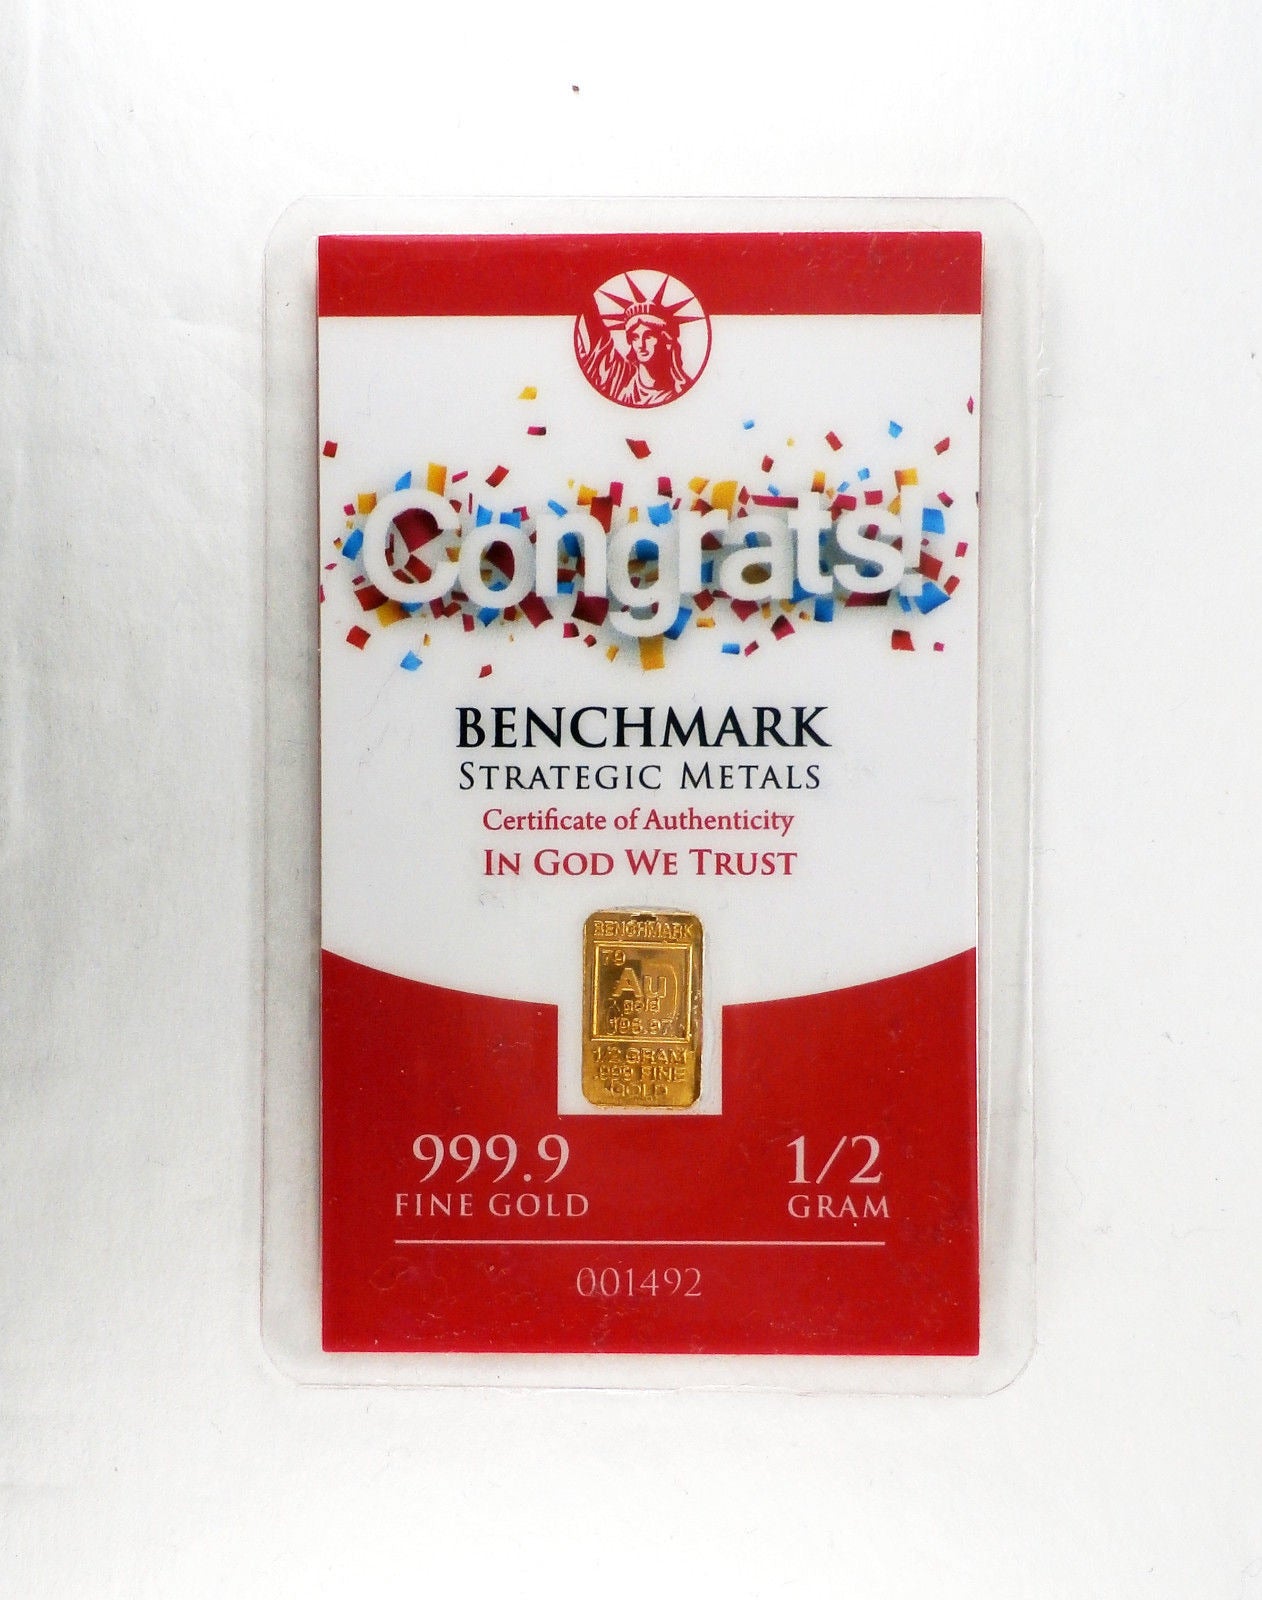 Congrats!
BENCHMARK
STRATEGIC METALS
Certificate of Authenticity
IN GOD WE TRUST
BENCHMARK
79
Au
gold
196.97
1/2 GRAM
.999 FINE
GOLD
999.9
FINE GOLD
1/2
GRAM
001492